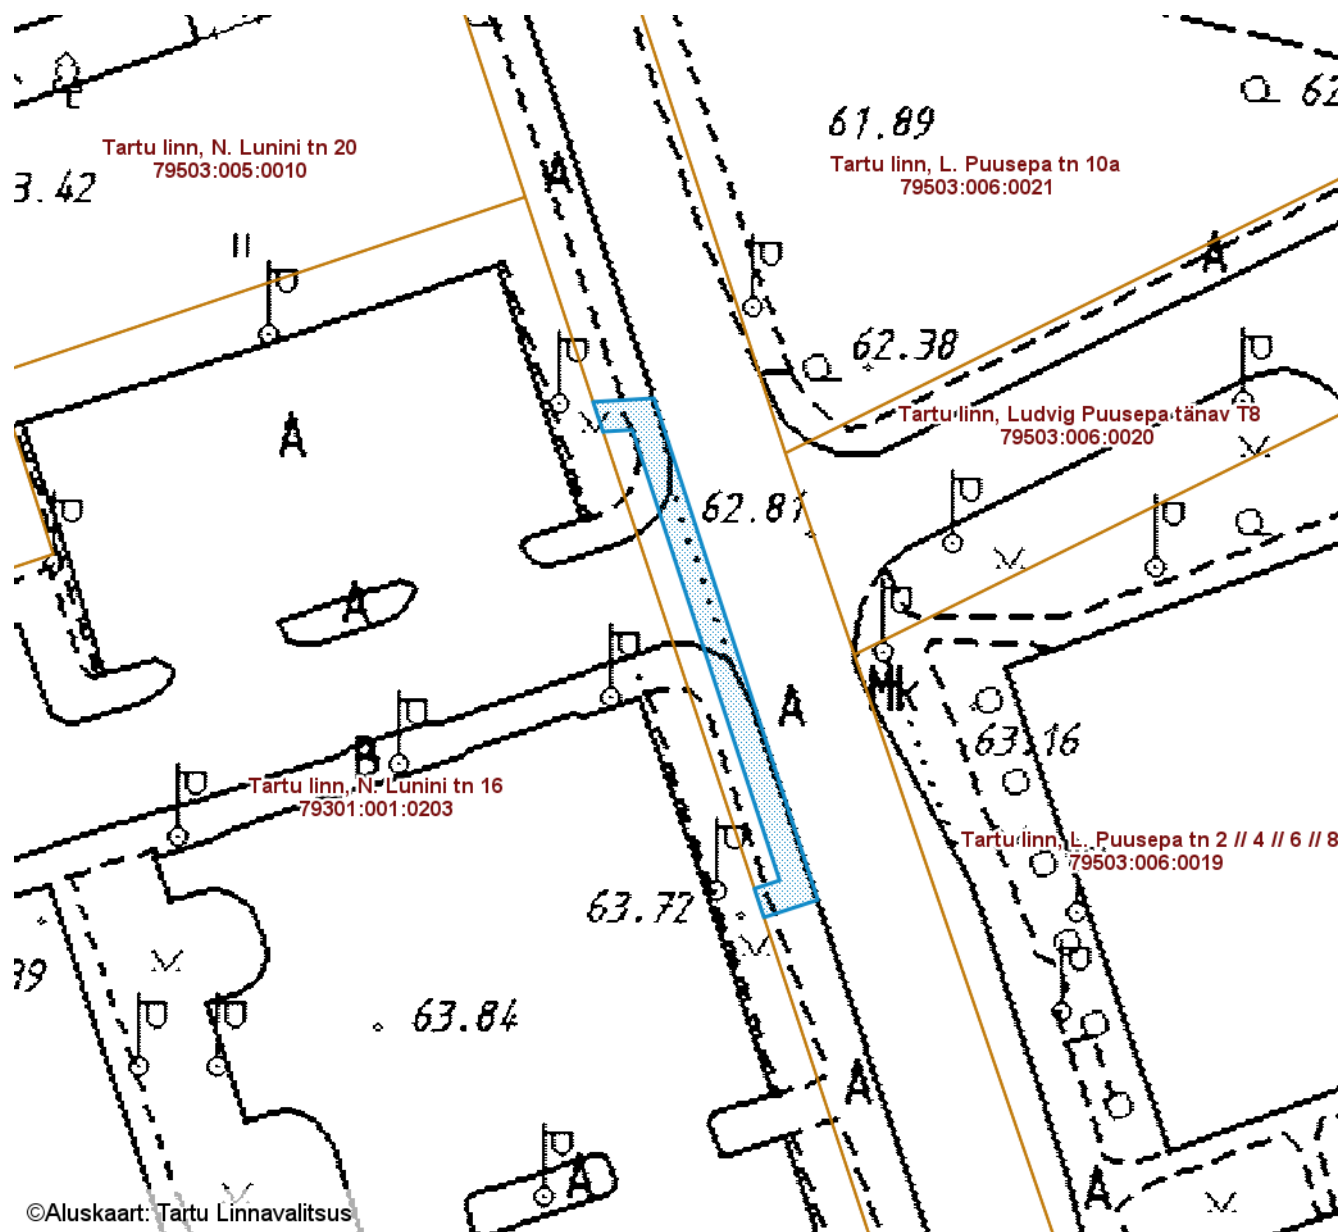 62
61.89
Tartu linn, N. Lunini tn 20
79503:005:0010
Tartu linn, L. Puusepa tn 10a
79503:006:0021
A
3.42
II
A
62.38
Tartu linn, Ludvig Puusepa tänav T8
79503:006:0020
A
62.81
A
MK
A
63.16
B
Tartu linn, N. Lunini tn 16
79301:001:0203
Tartu linn, L. Puusepa tn 2 // 4 // 6 // 8
79503:006:0019
63.72
39
63.84
A
A
A
©Aluskaart: Tartu Linnavalitsus